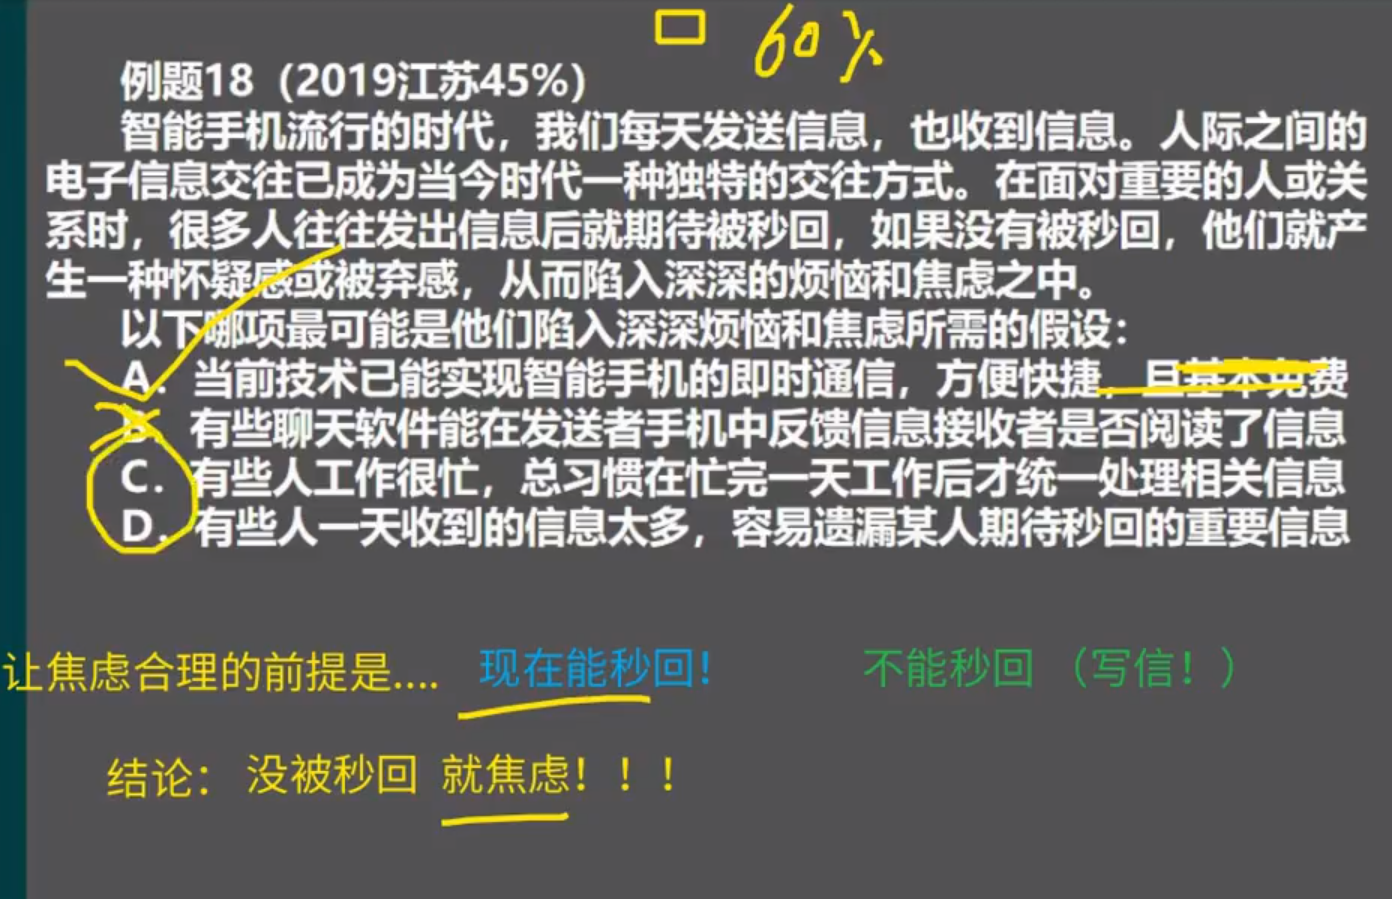 60%
例题18（2019江苏45%）
智能手机流行的时代，我们每天发送信息，也收到信息。人际之间的
电子信息交往已成为当今时代一种独特的交往方式。在面对重要的人或关
系时，很多人往往发出信息后就期待被秒回，如果没有被秒回，他们就产
生一种怀疑感或被弃感，从而陷入深深的烦恼和焦虑之中。
以下哪项最可能是他们陷入深深烦恼和焦虑所需的假设：
A．当前技术已能实现智能手机的即时通信，方便快捷，且基本免费
B．有些聊天软件能在发送者手机中反馈信息接收者是否阅读了信息
C．有些人工作很忙，总习惯在忙完一天工作后才统一处理相关信息
D．有些人一天收到的信息太多，容易遗漏某人期待秒回的重要信息
让焦虑合理的前提是.... 现在能秒回！ 不能秒回 （写信！）
结论： 没被秒回 就焦虑！！！